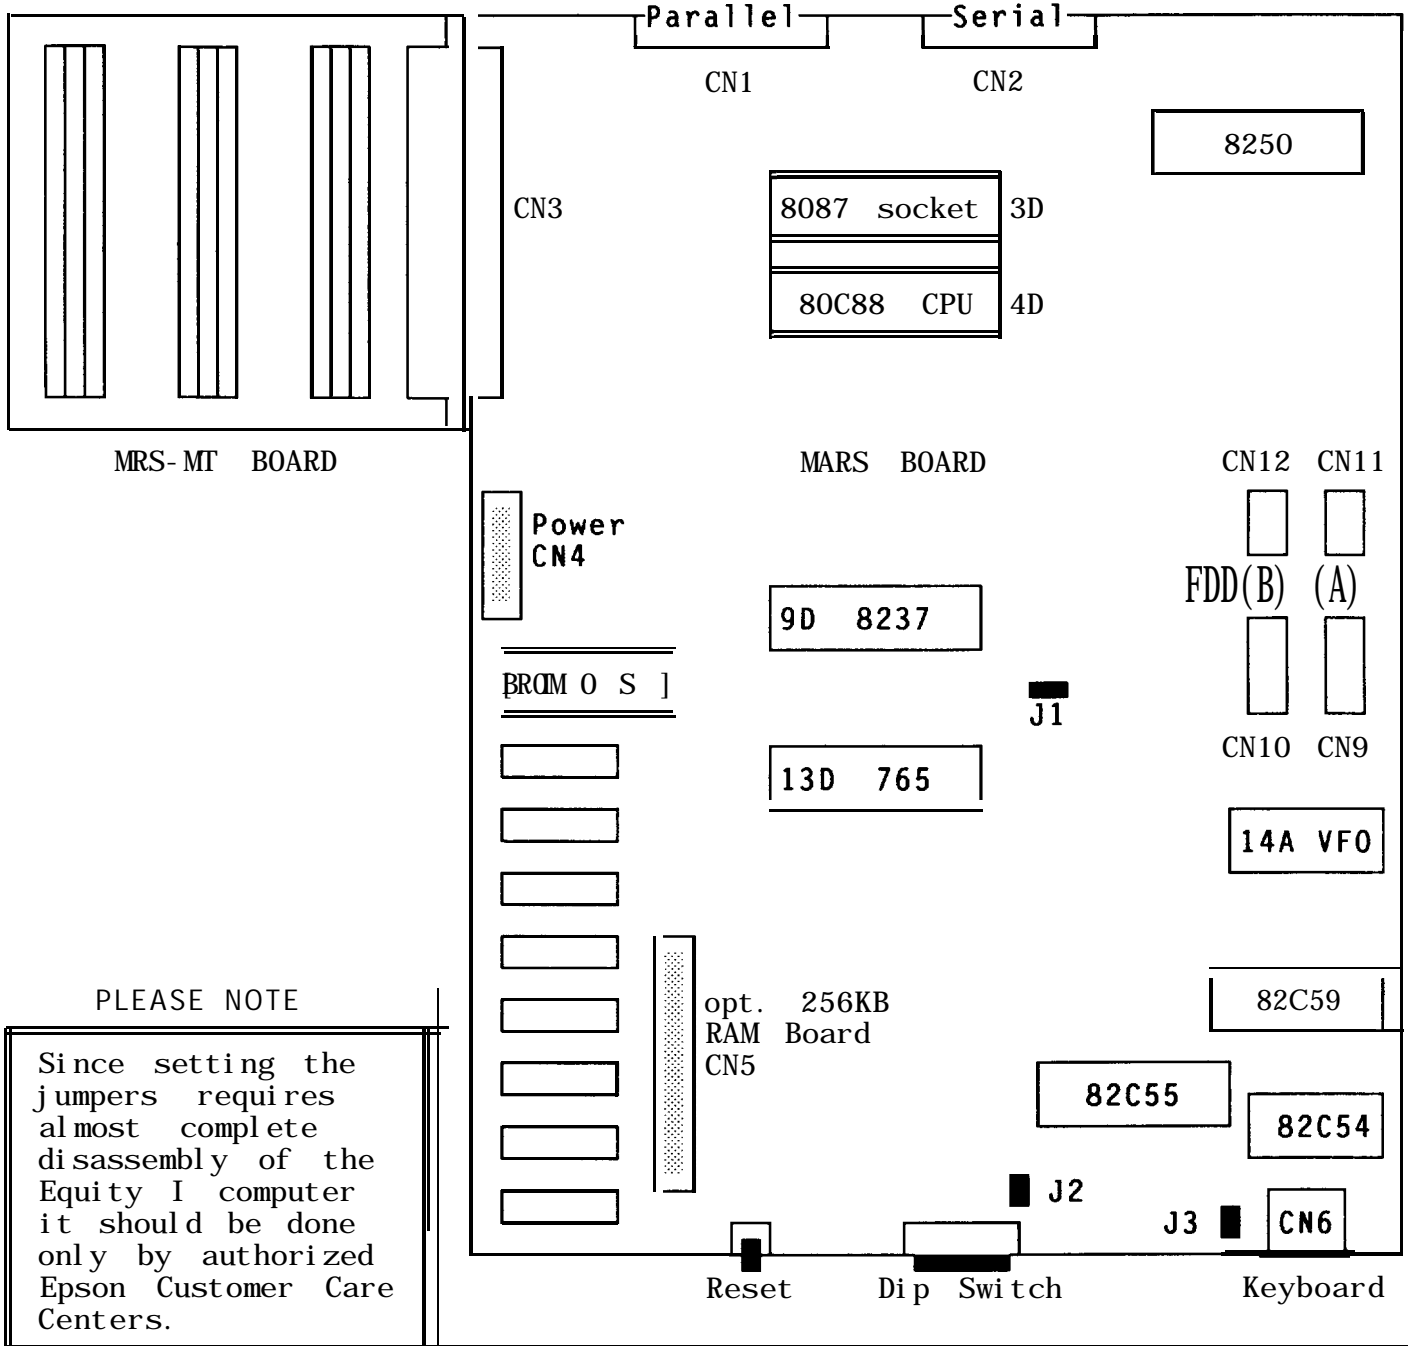 Parallel Serial
CN1 CN2
8250
CN3
8087 socket 3D
80C88 CPU 4D
MRS-MT BOARD
MARS BOARD
CN12 CN11
Power
CN4
FDD(B) (A)
9D 8237
J1
CN10 CN9
13D 765
14A VFO
opt. 256KB
RAM Board
CN5
82C59
82C55
82C54
J2
J3
CN6
Reset
Dip Switch
Keyboard
PLEASE NOTE
Since setting the
jumpers requires
almost complete
disassembly of the
Equity I computer
it should be done
only by authorized
Epson Customer Care
Centers.